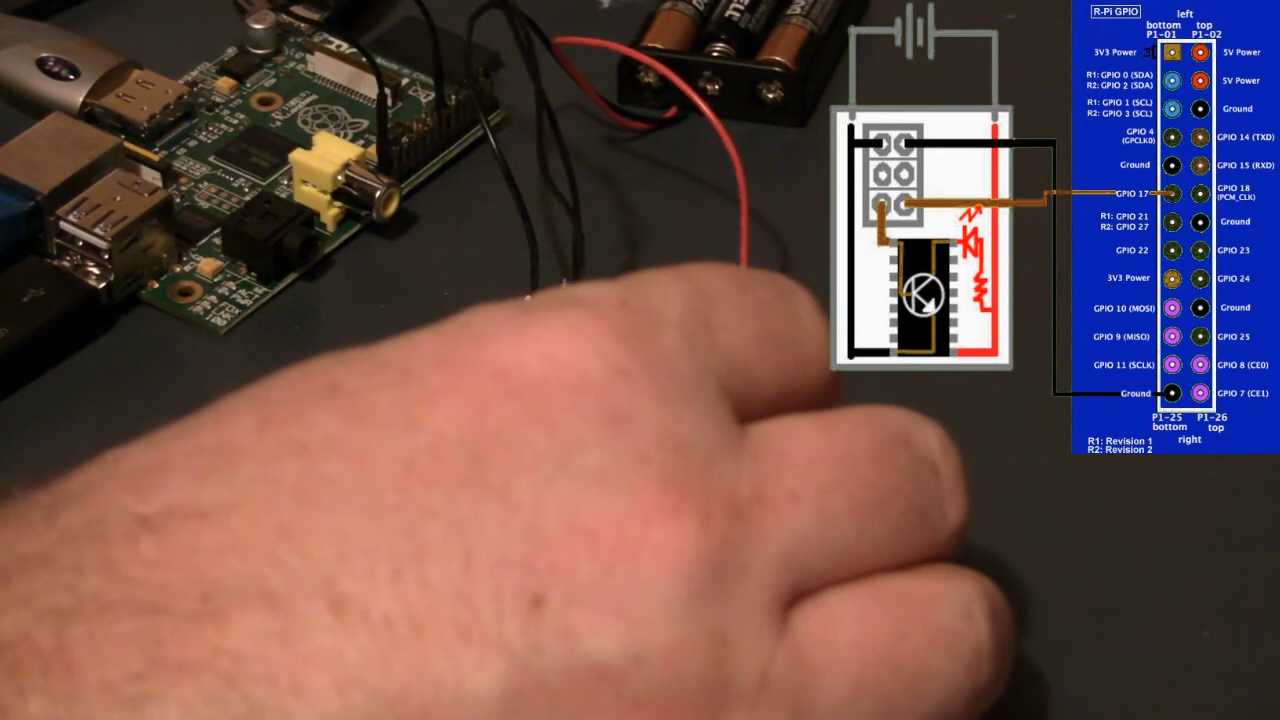 R-Pi GPIO
left
bottom top
P1-01 P1-02
3V3 Power 5V Power
R1: GPIO 0 (SDA)
R2: GPIO 2 (SDA)
5V Power
R1: GPIO 1 (SCL)
R2: GPIO 3 (SCL)
Ground
GPIO 4
(GPCLK0)
GPIO 14 (TXD)
Ground GPIO 15 (RXD)
GPIO 17
GPIO 18
(PCM_CLK)
R1: GPIO 21
R2: GPIO 27
Ground
GPIO 22 GPIO 23
3V3 Power GPIO 24
GPIO 10 (MOSI) Ground
GPIO 9 (MISO) GPIO 25
GPIO 11 (SCLK) GPIO 8 (CE0)
Ground GPIO 7 (CE1)
P1-25 P1-26
bottom top
right
R1: Revision 1
R2: Revision 2